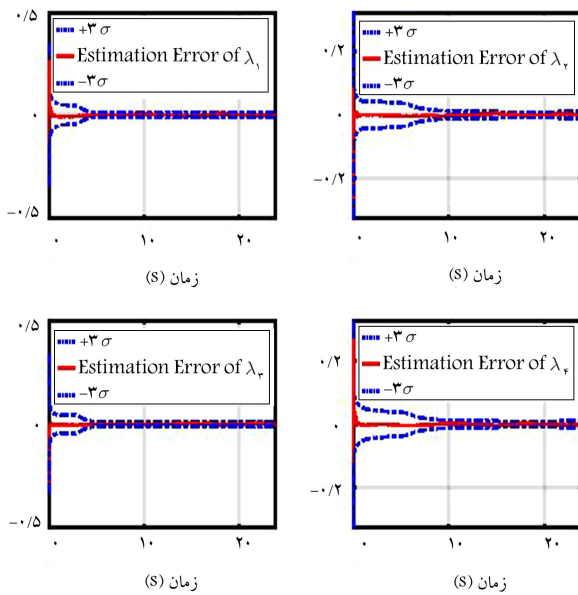 ۰/۵
+۳σ
Estimation Error of λ۱
−۳σ
۰
−۰/۵
۰ ۱۰ ۲۰
زمان (s)
۰/۲
+۳σ
Estimation Error of λ۲
−۳σ
۰
−۰/۲
۰ ۱۰ ۲۰
زمان (s)
۰/۵
+۳σ
Estimation Error of λ۳
−۳σ
۰
−۰/۵
۰ ۱۰ ۲۰
زمان (s)
۰/۲
+۳σ
Estimation Error of λ۴
−۳σ
۰
−۰/۲
۰ ۱۰ ۲۰
زمان (s)